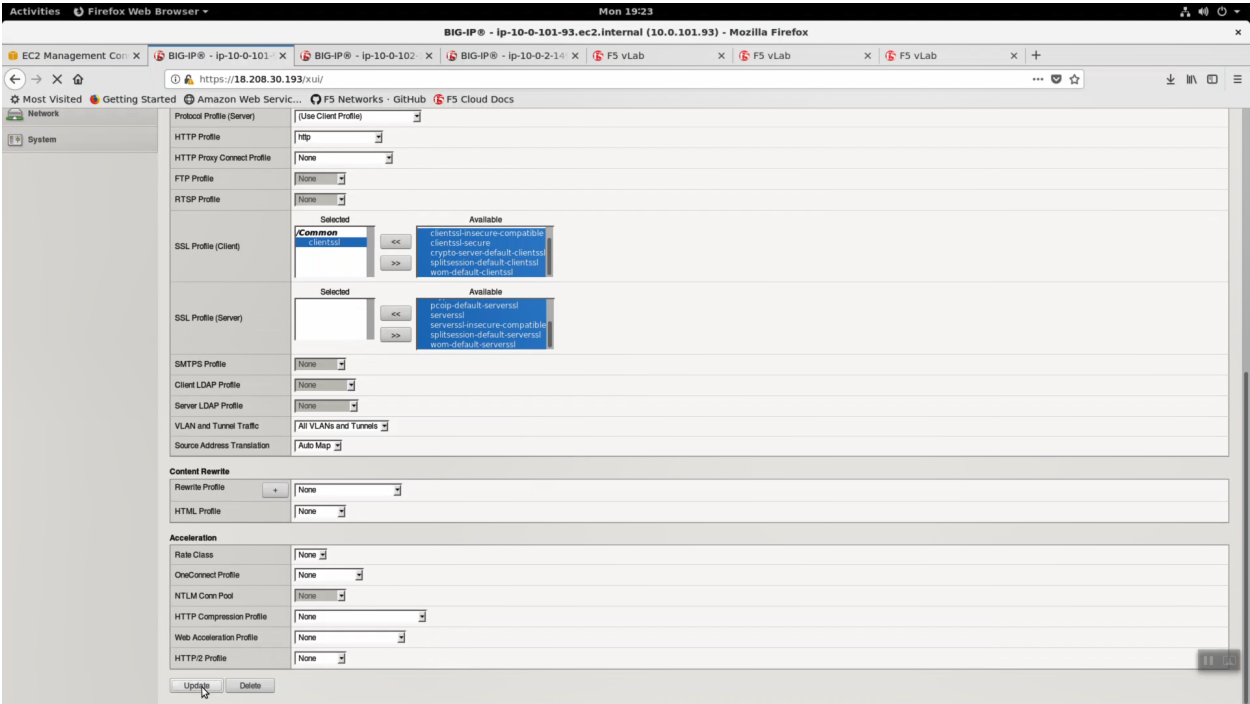 Activities Firefox Web Browser Mon 19:23
BIG-IP® - ip-10-0-101-93.ec2.internal (10.0.101.93) - Mozilla Firefox
EC2 Management Con BIG-IP® - ip-10-0-101- BIG-IP® - ip-10-0-102- BIG-IP® - ip-10-0-2-14 F5 vLab F5 vLab F5 vLab
https://18.208.30.193/xui/
Most Visited Getting Started Amazon Web Servic... F5 Networks · GitHub F5 Cloud Docs
Network
System
Protocol Profile (Server) (Use Client Profile)
HTTP Profile http
HTTP Proxy Connect Profile None
FTP Profile None
RTSP Profile None
SSL Profile (Client)
Selected
/Common
clientssl
<<
>>
Available
clientssl-insecure-compatible
clientssl-secure
crypto-server-default-clientssl
splitsession-default-clientssl
wom-default-clientssl
SSL Profile (Server)
Selected
<<
>>
Available
pcoip-default-serverssl
serverssl
serverssl-insecure-compatible
splitsession-default-serverssl
wom-default-serverssl
SMTPS Profile None
Client LDAP Profile None
Server LDAP Profile None
VLAN and Tunnel Traffic All VLANs and Tunnels
Source Address Translation Auto Map
Content Rewrite
Rewrite Profile + None
HTML Profile None
Acceleration
Rate Class None
OneConnect Profile None
NTLM Conn Pool None
HTTP Compression Profile None
Web Acceleration Profile None
HTTP/2 Profile None
Update Delete